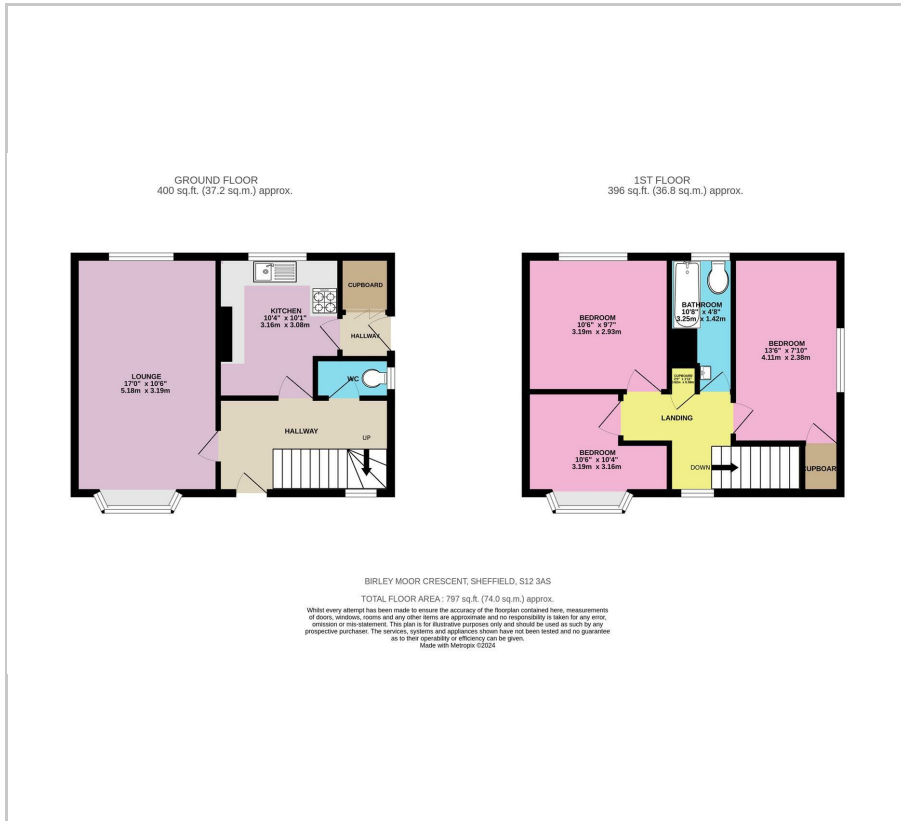 GROUND FLOOR
400 sq.ft. (37.2 sq.m.) approx.
LOUNGE
17'0" x 10'6"
5.18m x 3.19m
KITCHEN
10'4" x 10'1"
3.16m x 3.08m
CUPBOARD
HALLWAY
WC
HALLWAY
UP
1ST FLOOR
396 sq.ft. (36.8 sq.m.) approx.
BEDROOM
10'6" x 9'7"
3.19m x 2.93m
BATHROOM
10'8" x 4'8"
3.25m x 1.42m
BEDROOM
13'6" x 7'10"
4.11m x 2.38m
CUPBOARD
LANDING
BEDROOM
10'6" x 10'4"
3.19m x 3.16m
DOWN
CUPBOARD
BIRLEY MOOR CRESCENT, SHEFFIELD, S12 3AS
TOTAL FLOOR AREA : 797 sq.ft. (74.0 sq.m.) approx.
Whilst every attempt has been made to ensure the accuracy of the floorplan contained here, measurements
of doors, windows, rooms and any other items are approximate and no responsibility is taken for any error,
omission or mis-statement. This plan is for illustrative purposes only and should be used as such by any
prospective purchaser. The services, systems and appliances shown have not been tested and no guarantee
as to their operability or efficiency can be given.
Made with Metropix ©2024